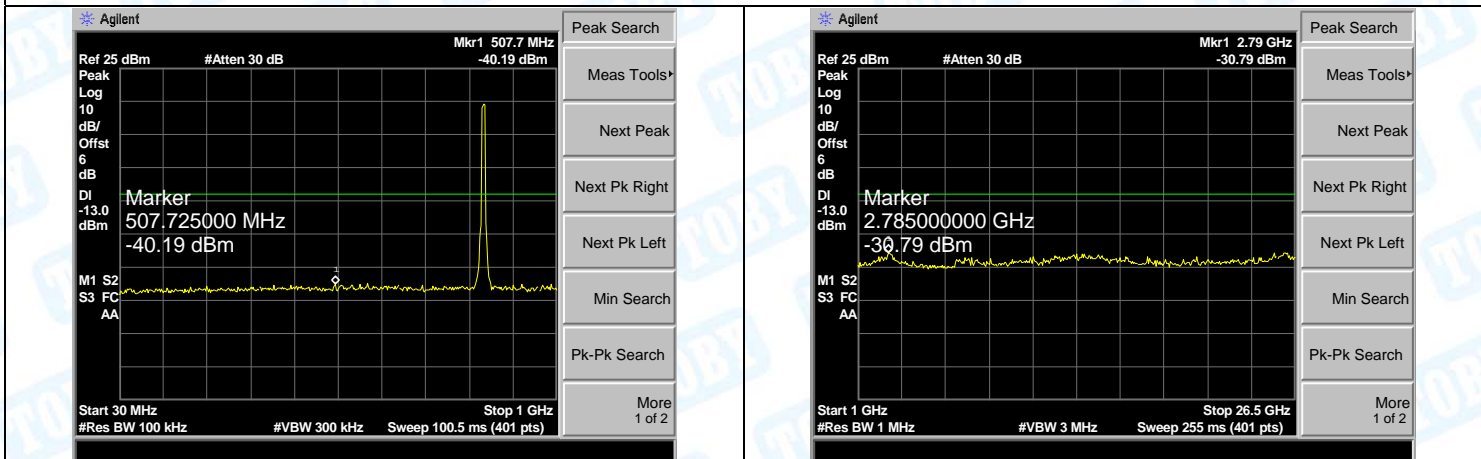 Agilent
Peak Search
Mkr1 507.7 MHz
Ref 25 dBm #Atten 30 dB -40.19 dBm
Peak
Log
10
dB/
Offst
6
dB
DI
-13.0
dBm
Marker
507.725000 MHz
-40.19 dBm
1
M1 S2
S3 FC
AA
Start 30 MHz Stop 1 GHz
#Res BW 100 kHz #VBW 300 kHz Sweep 100.5 ms (401 pts)
Meas Tools
Next Peak
Next Pk Right
Next Pk Left
Min Search
Pk-Pk Search
More
1 of 2
Agilent
Peak Search
Mkr1 2.79 GHz
Ref 25 dBm #Atten 30 dB -30.79 dBm
Peak
Log
10
dB/
Offst
6
dB
DI
-13.0
dBm
Marker
2.785000000 GHz
-30.79 dBm
M1 S2
S3 FC
AA
Start 1 GHz Stop 26.5 GHz
#Res BW 1 MHz #VBW 3 MHz Sweep 255 ms (401 pts)
Meas Tools
Next Peak
Next Pk Right
Next Pk Left
Min Search
Pk-Pk Search
More
1 of 2
TOBY